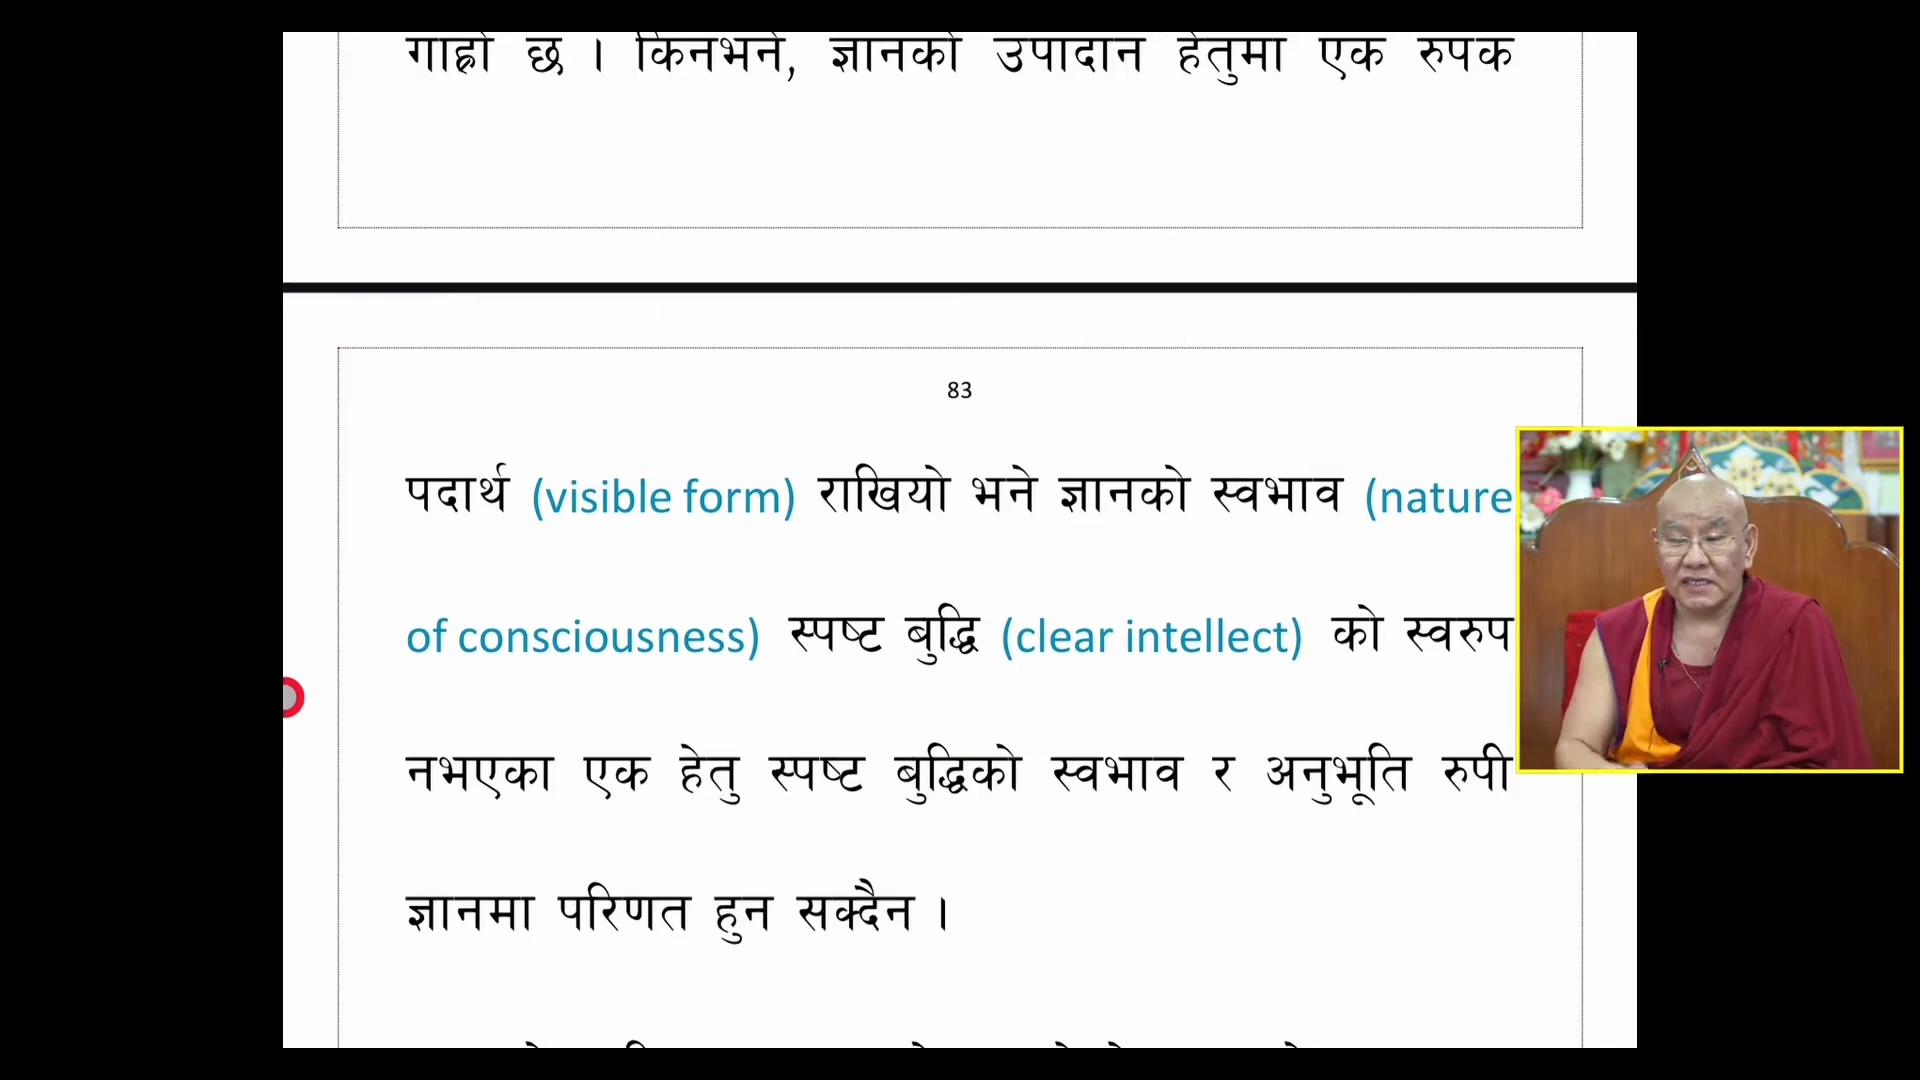 गाह्रो छ । किनभने, ज्ञानको उपादान हेतुमा एक रुपक
83
पदार्थ (visible form) राखियो भने ज्ञानको स्वभाव (nature
of consciousness) स्पष्ट बुद्धि (clear intellect) को स्वरुप
नभएका एक हेतु स्पष्ट बुद्धिको स्वभाव र अनुभूति रुपी
ज्ञानमा परिणत हुन सक्दैन ।